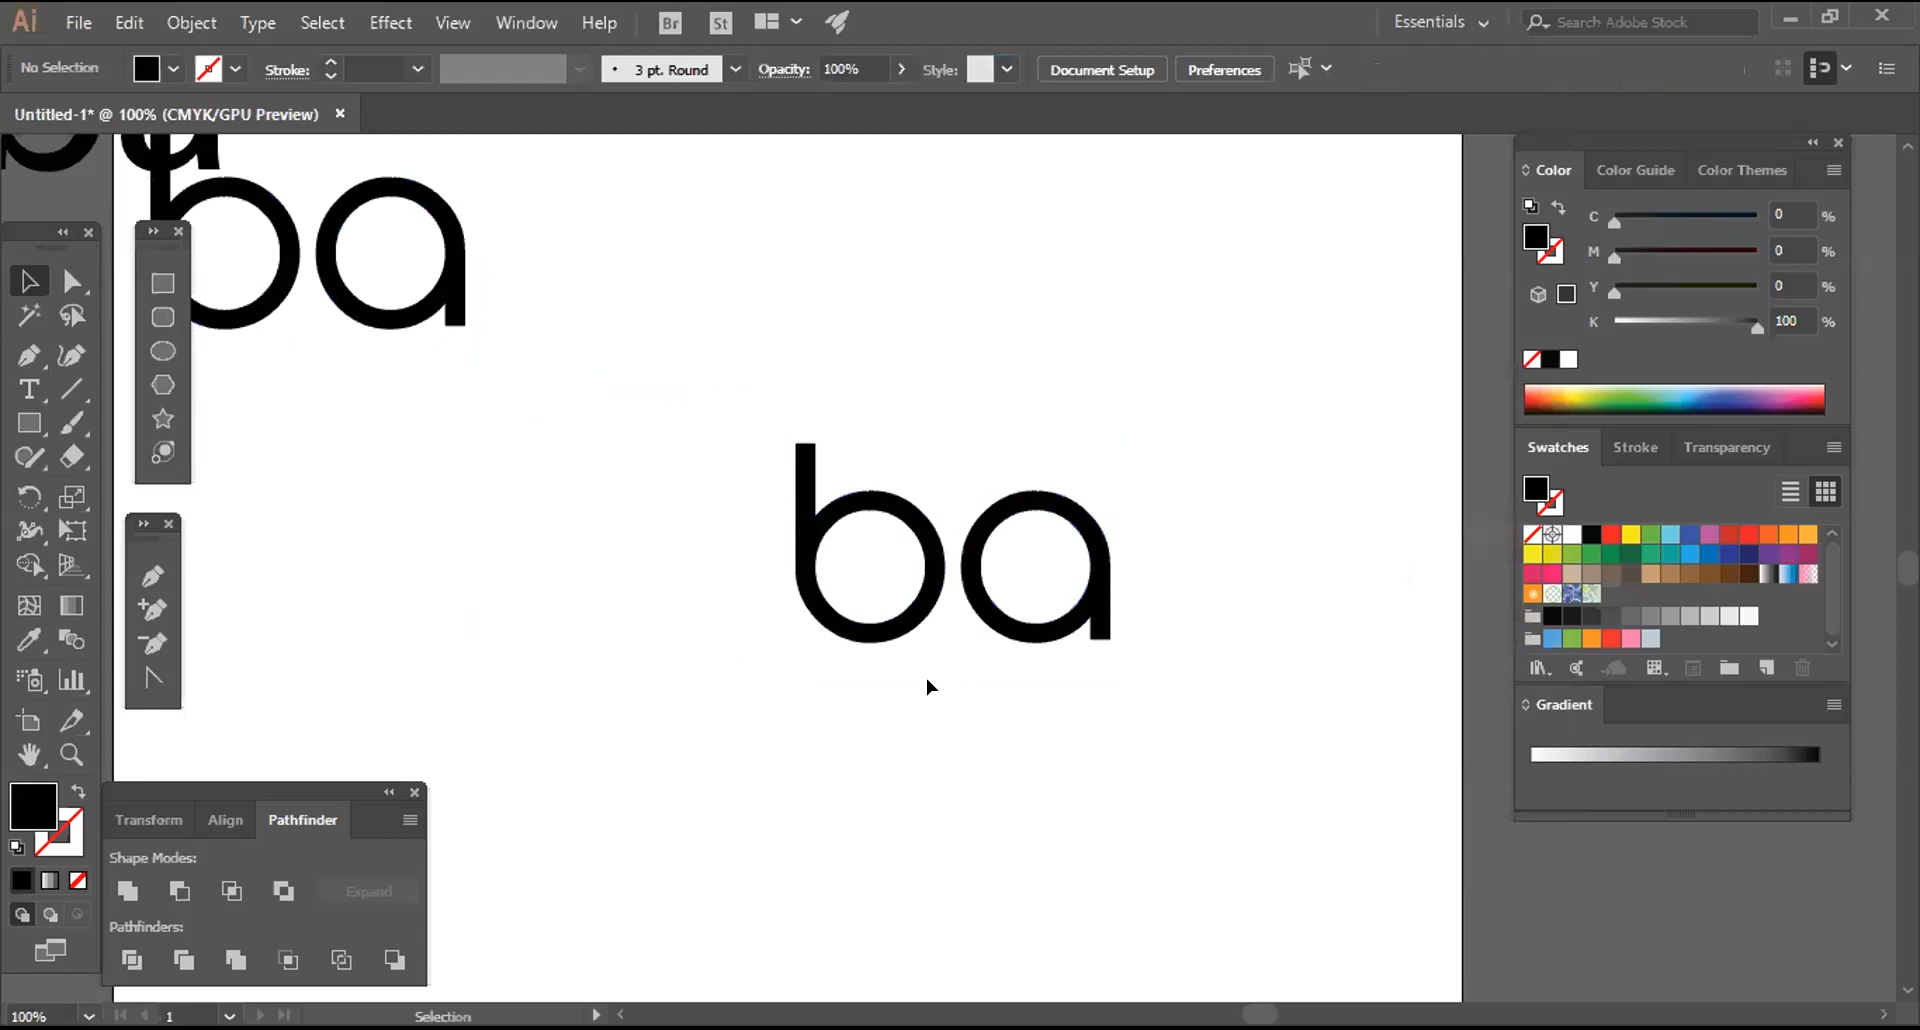 Ai File Edit Object Type Select Effect View Window Help Br St Essentials Search Adobe Stock
No Selection Stroke: 3 pt. Round Opacity: 100% Style: Document Setup Preferences
Untitled-1* @ 100% (CMYK/GPU Preview)
ba
Color Color Guide Color Themes
C 0 %
M 0 %
Y 0 %
K 100 %
ba
Swatches Stroke Transparency
Gradient
Transform Align Pathfinder
Shape Modes:
Expand
Pathfinders:
100% 1 Selection